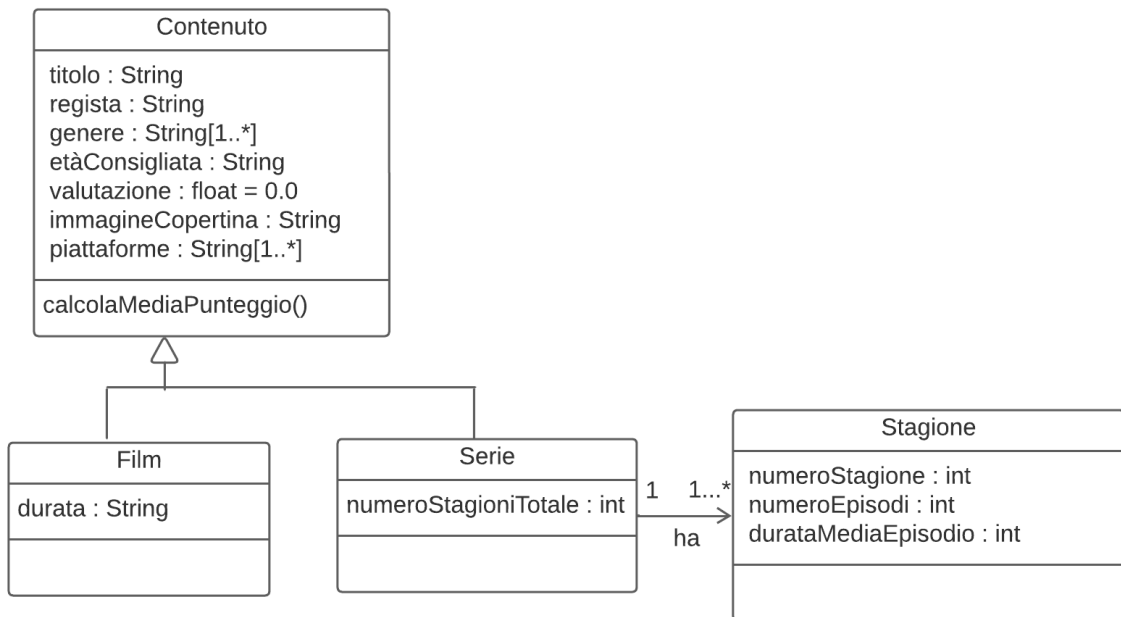 Contenuto
titolo : String
regista : String
genere : String[1..*]
etàConsigliata : String
valutazione : float = 0.0
immagineCopertina : String
piattaforme : String[1..*]
calcolaMediaPunteggio()
Film
durata : String
Serie
numeroStagioniTotale : int
1
1...*
ha
Stagione
numeroStagione : int
numeroEpisodi : int
durataMediaEpisodio : int